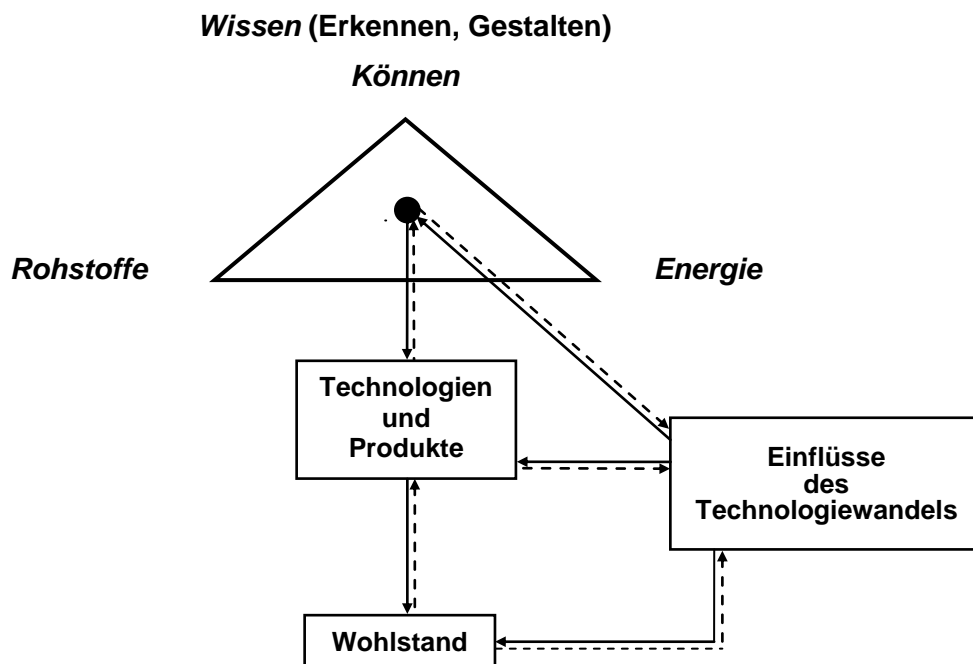 Wissen (Erkennen, Gestalten)
Können
Rohstoffe
Energie
Technologien
und
Produkte
Einflüsse
des
Technologiewandels
Wohlstand